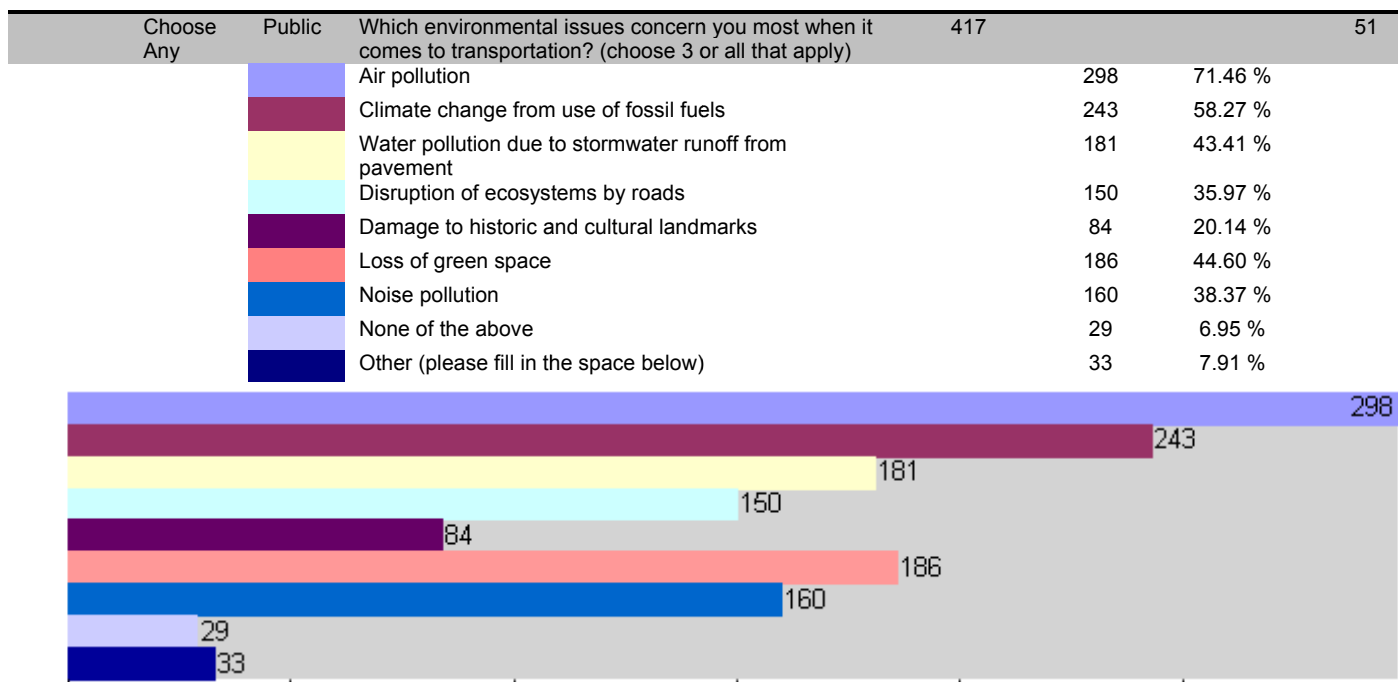 Choose Public Which environmental issues concern you most when it 417 51
Any comes to transportation? (choose 3 or all that apply)
Air pollution 298 71.46 %
Climate change from use of fossil fuels 243 58.27 %
Water pollution due to stormwater runoff from 181 43.41 %
pavement
Disruption of ecosystems by roads 150 35.97 %
Damage to historic and cultural landmarks 84 20.14 %
Loss of green space 186 44.60 %
Noise pollution 160 38.37 %
None of the above 29 6.95 %
Other (please fill in the space below) 33 7.91 %
298
243
181
150
84
186
160
29
33